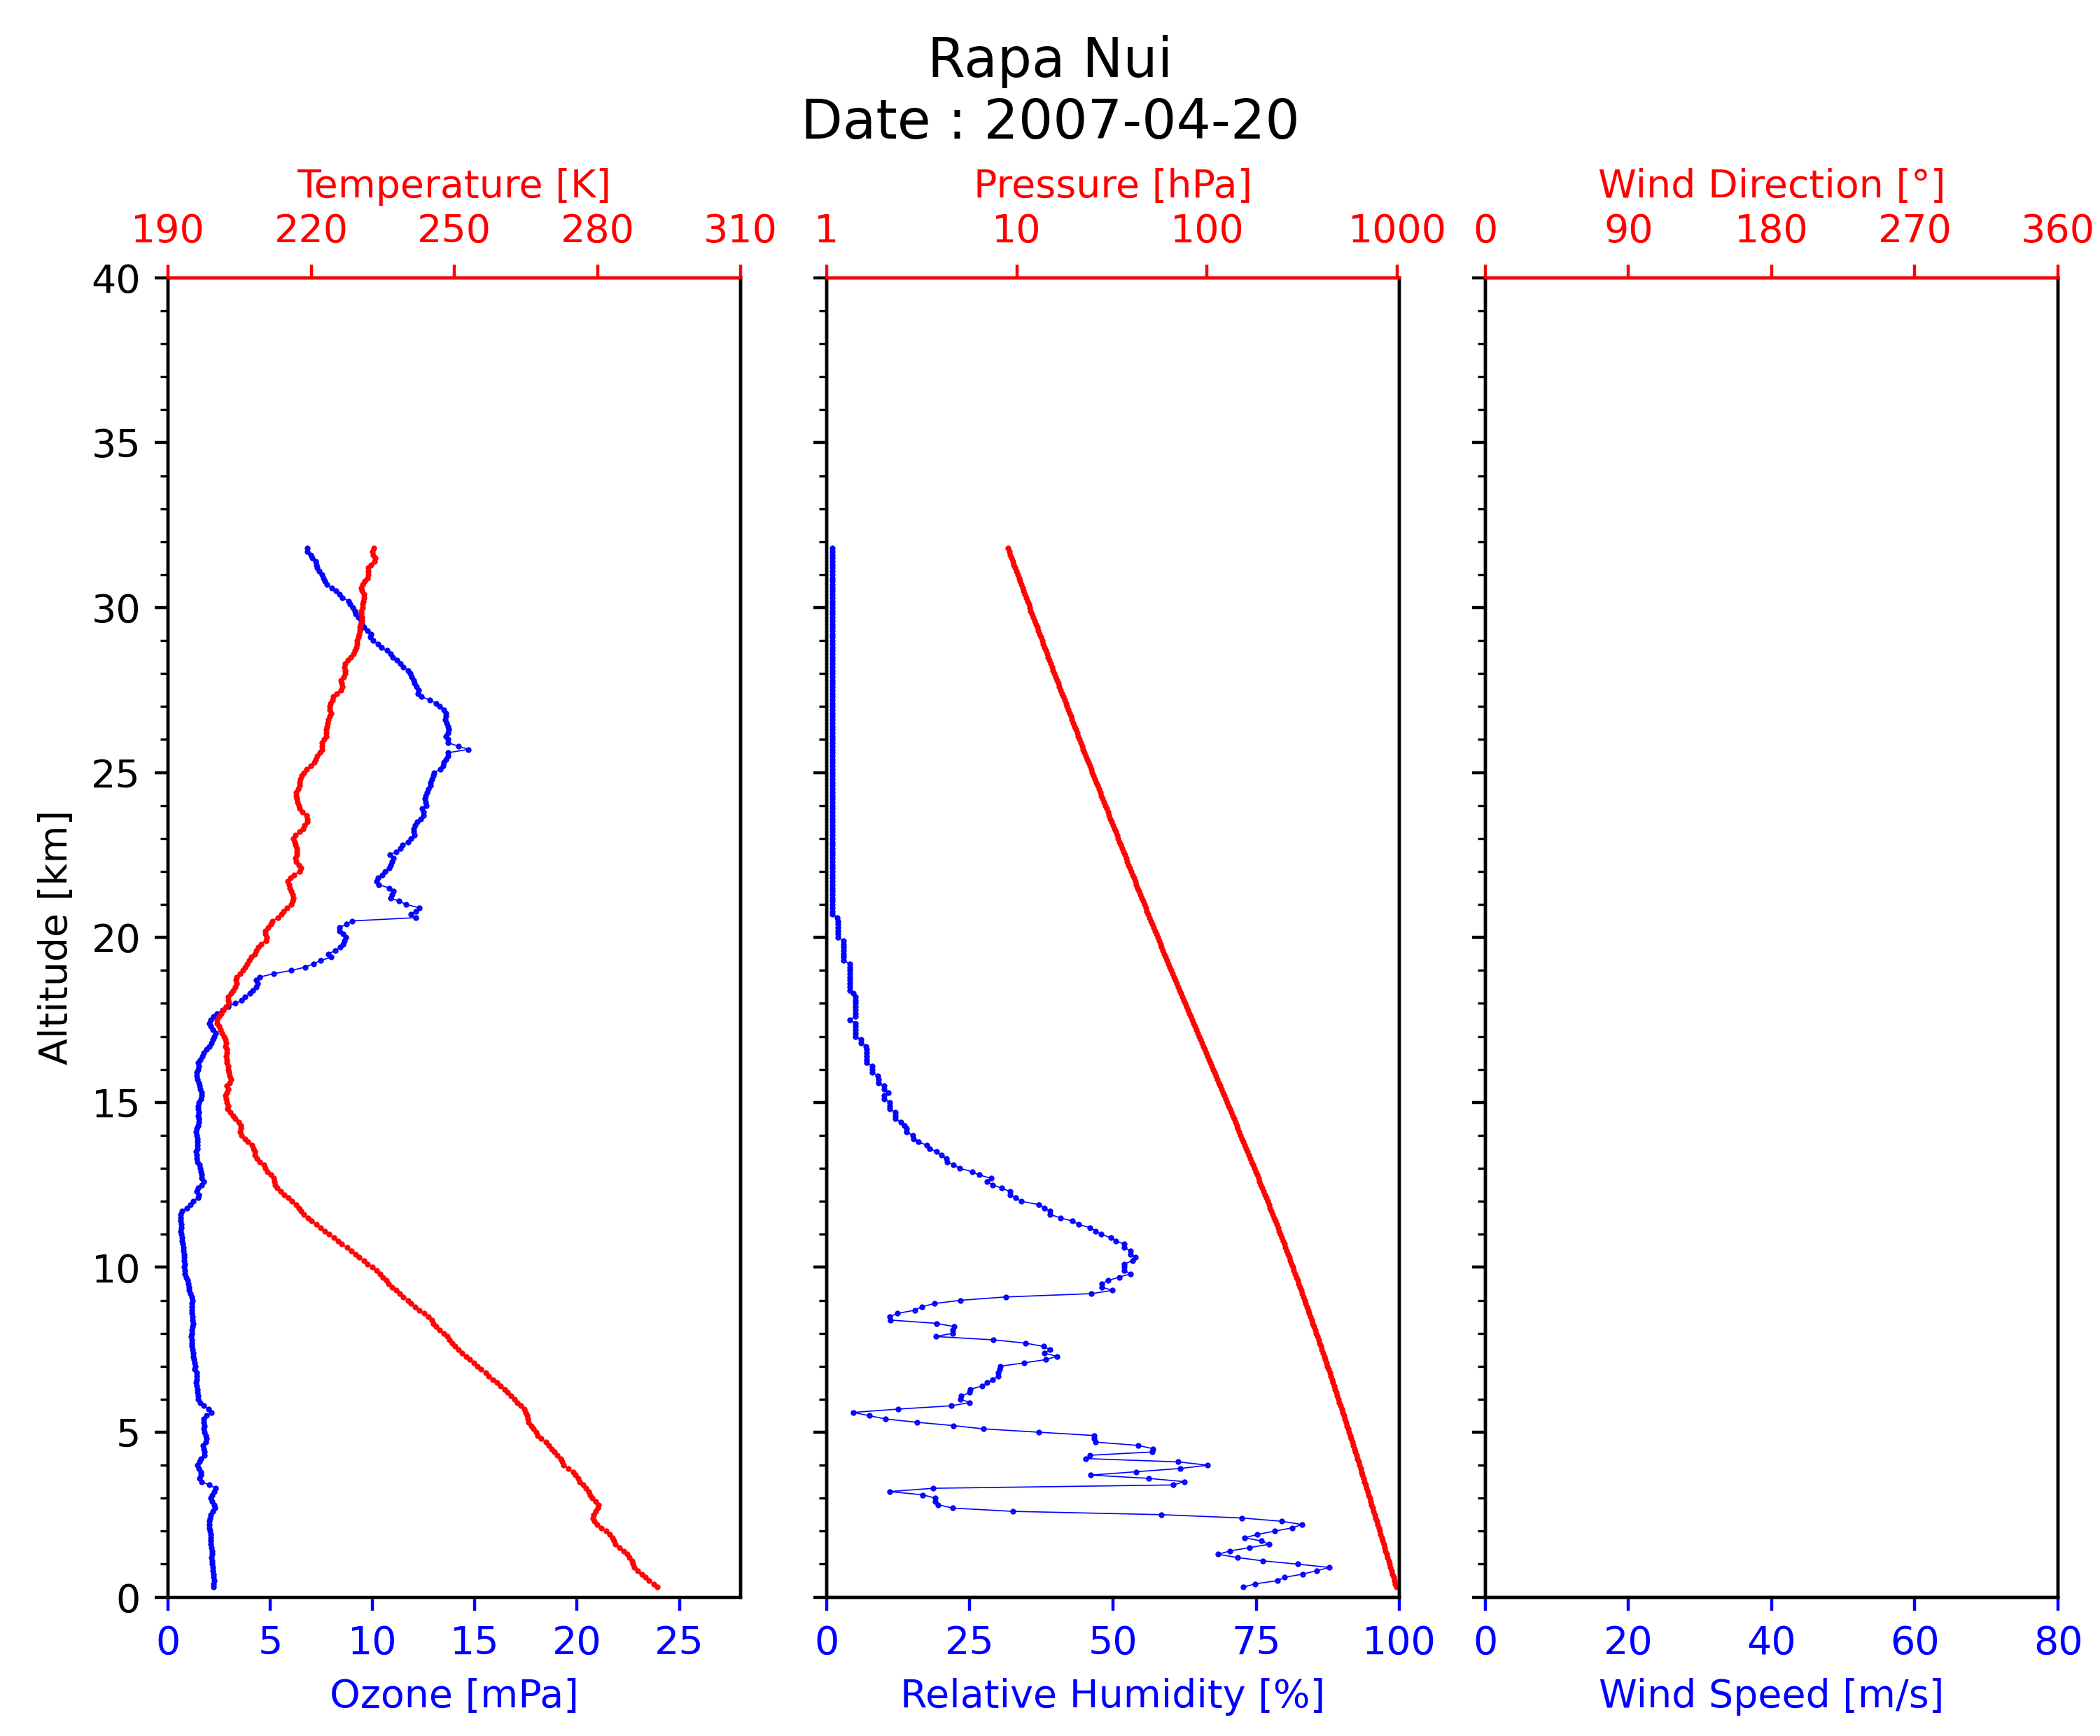 Rapa Nui
Date : 2007-04-20
Temperature [K]
190 220 250 280 310
Pressure [hPa]
1 10 100 1000
Wind Direction [°]
0 90 180 270 360
Altitude [km]
40
35
30
25
20
15
10
5
0
0 5 10 15 20 25
Ozone [mPa]
0 25 50 75 100
Relative Humidity [%]
0 20 40 60 80
Wind Speed [m/s]